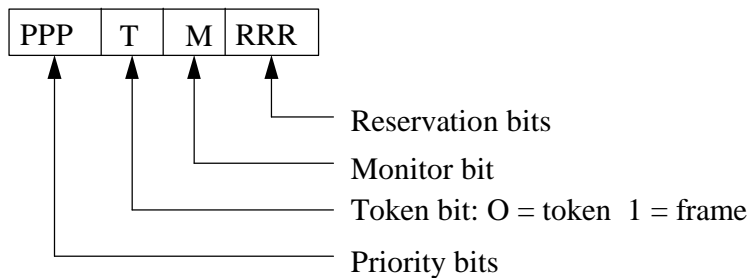 PPP T M RRR
Reservation bits
Monitor bit
Token bit: O = token 1 = frame
Priority bits